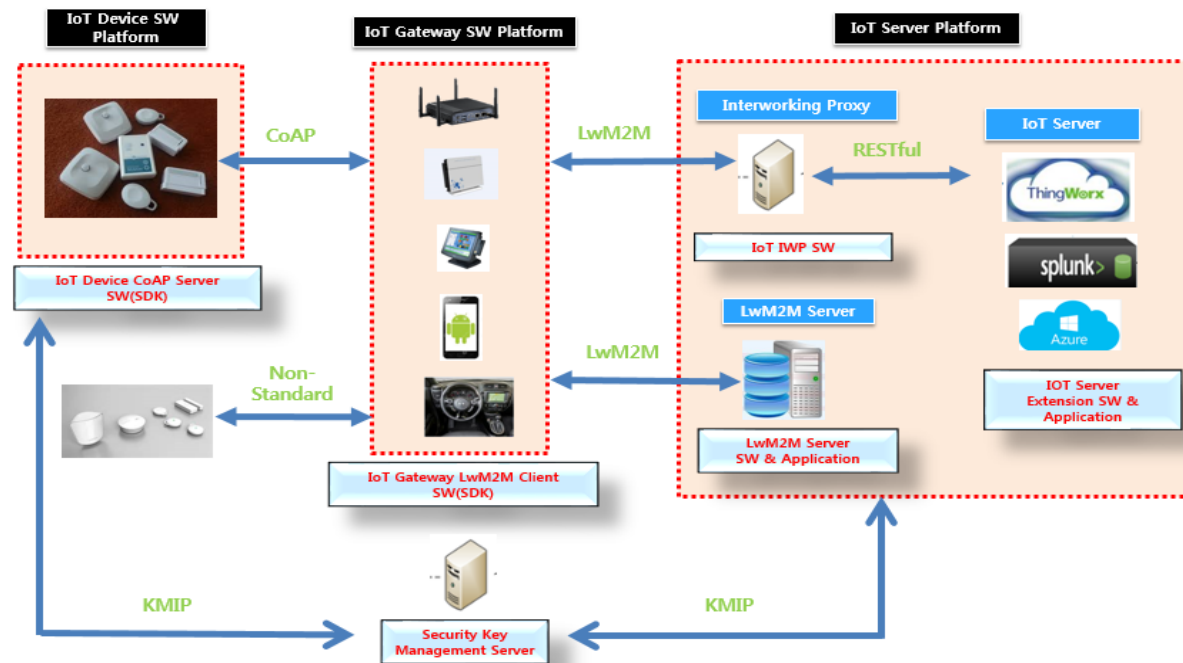 IoT Device SW
Platform
IoT Gateway SW Platform
IoT Server Platform
CoAP
LwM2M
Interworking Proxy
IoT Server
RESTful
ThingWorx
IoT IWP SW
splunk>
IoT Device CoAP Server
SW(SDK)
LwM2M Server
Azure
LwM2M
Non-
Standard
IOT Server
Extension SW &
Application
LwM2M Server
SW & Application
IoT Gateway LwM2M Client
SW(SDK)
KMIP
KMIP
Security Key
Management Server